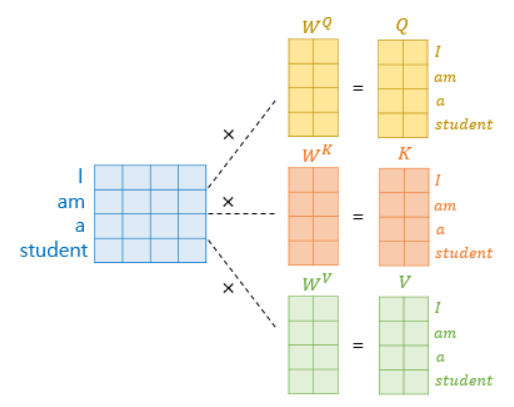 W^Q Q
I
am
× = a
student
W^K K
I I
am × am
a = a
student student
W^V V
× I
am
= a
student